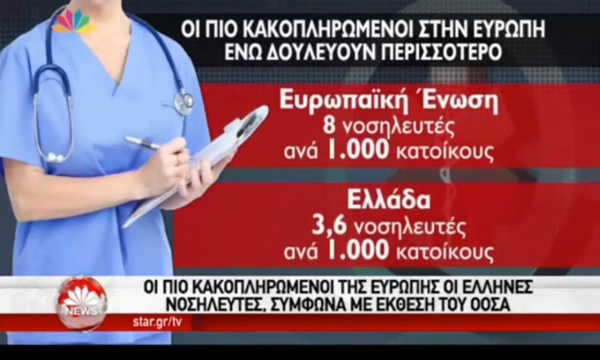 ΟΙ ΠΙΟ ΚΑΚΟΠΛΗΡΩΜΕΝΟΙ ΣΤΗΝ ΕΥΡΩΠΗ
ΕΝΩ ΔΟΥΛΕΥΟΥΝ ΠΕΡΙΣΣΟΤΕΡΟ
Ευρωπαϊκή Ένωση
8 νοσηλευτές
ανά 1.000 κατοίκους
Ελλάδα
3,6 νοσηλευτές
ανά 1.000 κατοίκους
ΟΙ ΠΙΟ ΚΑΚΟΠΛΗΡΩΜΕΝΟΙ ΤΗΣ ΕΥΡΩΠΗΣ ΟΙ ΕΛΛΗΝΕΣ
ΝΟΣΗΛΕΥΤΕΣ, ΣΥΜΦΩΝΑ ΜΕ ΕΚΘΕΣΗ ΤΟΥ ΟΟΣΑ
NEWS
star.gr/tv